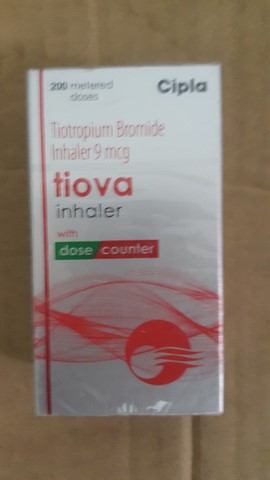 200 metered
doses
Cipla
Tiotropium Bromide
Inhaler 9 mcg
tiova
inhaler
with
dose counter